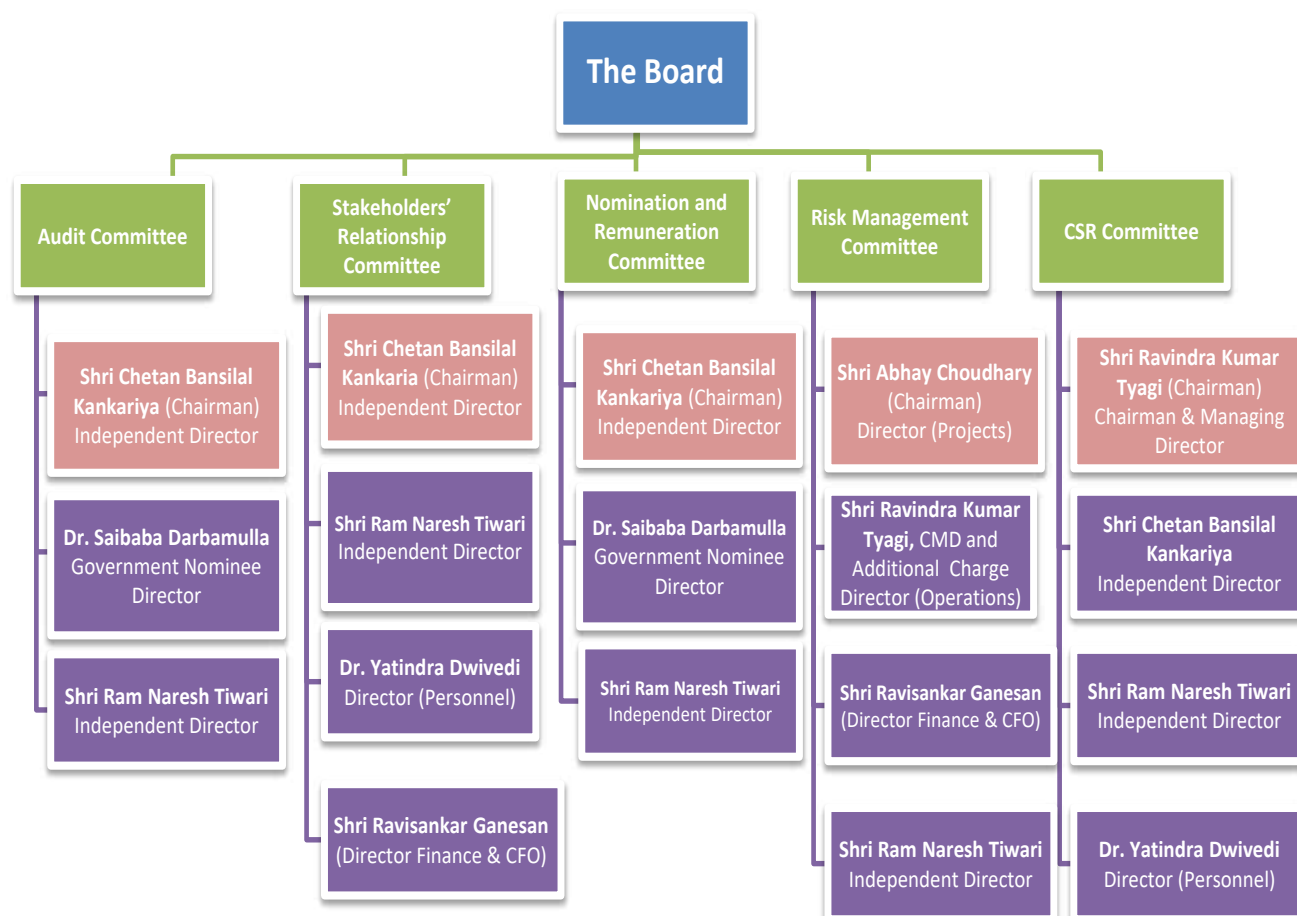 The Board
Audit Committee
Shri Chetan Bansilal
Kankariya (Chairman)
Independent Director
Dr. Saibaba Darbamulla
Government Nominee
Director
Shri Ram Naresh Tiwari
Independent Director
Stakeholders’
Relationship
Committee
Shri Chetan Bansilal
Kankaria (Chairman)
Independent Director
Shri Ram Naresh Tiwari
Independent Director
Dr. Yatindra Dwivedi
Director (Personnel)
Shri Ravisankar Ganesan
(Director Finance & CFO)
Nomination and
Remuneration
Committee
Shri Chetan Bansilal
Kankariya (Chairman)
Independent Director
Dr. Saibaba Darbamulla
Government Nominee
Director
Shri Ram Naresh Tiwari
Independent Director
Risk Management
Committee
Shri Abhay Choudhary
(Chairman)
Director (Projects)
Shri Ravindra Kumar
Tyagi, CMD and
Additional Charge
Director (Operations)
Shri Ravisankar Ganesan
(Director Finance & CFO)
Shri Ram Naresh Tiwari
Independent Director
CSR Committee
Shri Ravindra Kumar
Tyagi (Chairman)
Chairman & Managing
Director
Shri Chetan Bansilal
Kankariya
Independent Director
Shri Ram Naresh Tiwari
Independent Director
Dr. Yatindra Dwivedi
Director (Personnel)